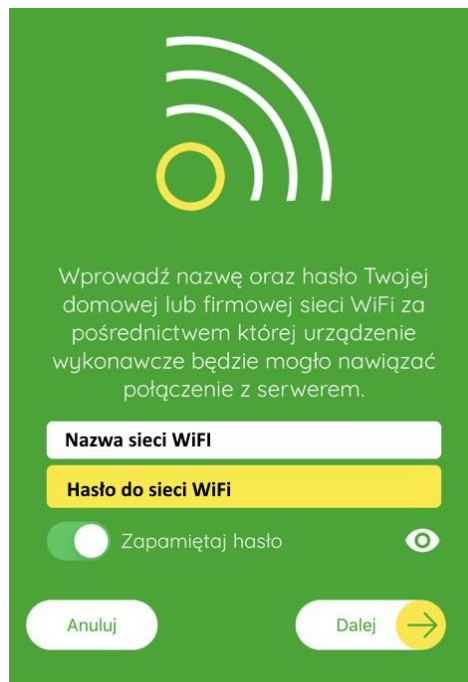 Wprowadź nazwę oraz hasło Twojej
domowej lub firmowej sieci WiFi za
pośrednictwem której urządzenie
wykonawcze będzie mogło nawiązać
połączenie z serwerem.
Nazwa sieci WiFI
Hasło do sieci WiFi
Zapamiętaj hasło
Anuluj
Dalej